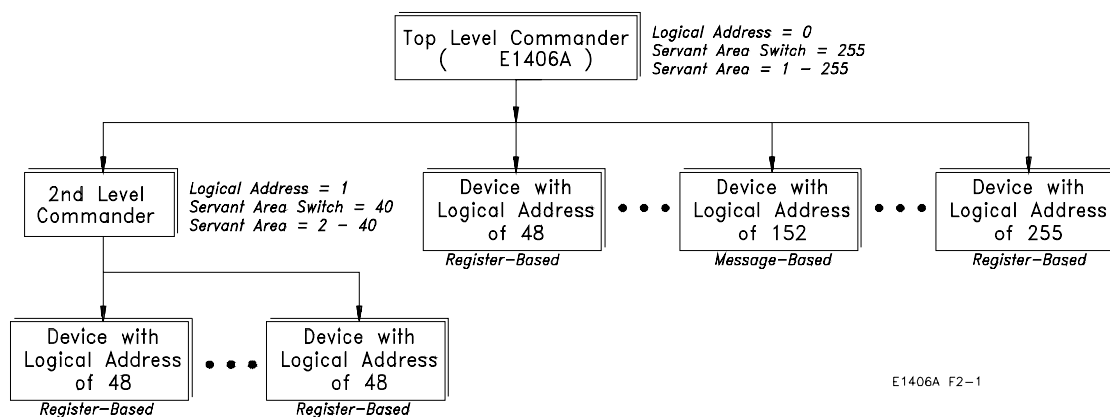 Top Level Commander
( E1406A )
Logical Address = 0
Servant Area Switch = 255
Servant Area = 1 - 255
2nd Level
Commander
Logical Address = 1
Servant Area Switch = 40
Servant Area = 2 - 40
Device with
Logical Address
of 48
Register-Based
Device with
Logical Address
of 152
Message-Based
Device with
Logical Address
of 255
Register-Based
Device with
Logical Address
of 48
Register-Based
Device with
Logical Address
of 48
Register-Based
E1406A F2-1